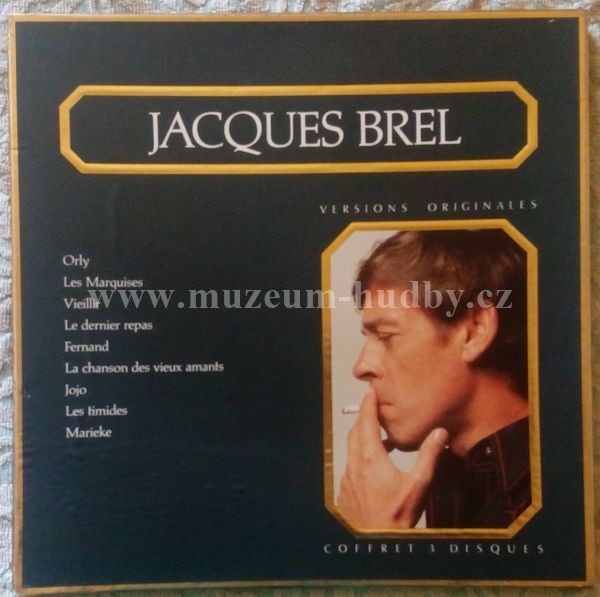 JACQUES BREL
VERSIONS ORIGINALES
Orly
Les Marquises
Vieillir
www.muzeum-hudby.cz
Le dernier repas
Fernand
La chanson des vieux amants
Jojo
Les timides
Marieke
COFFRET 3 DISQUES